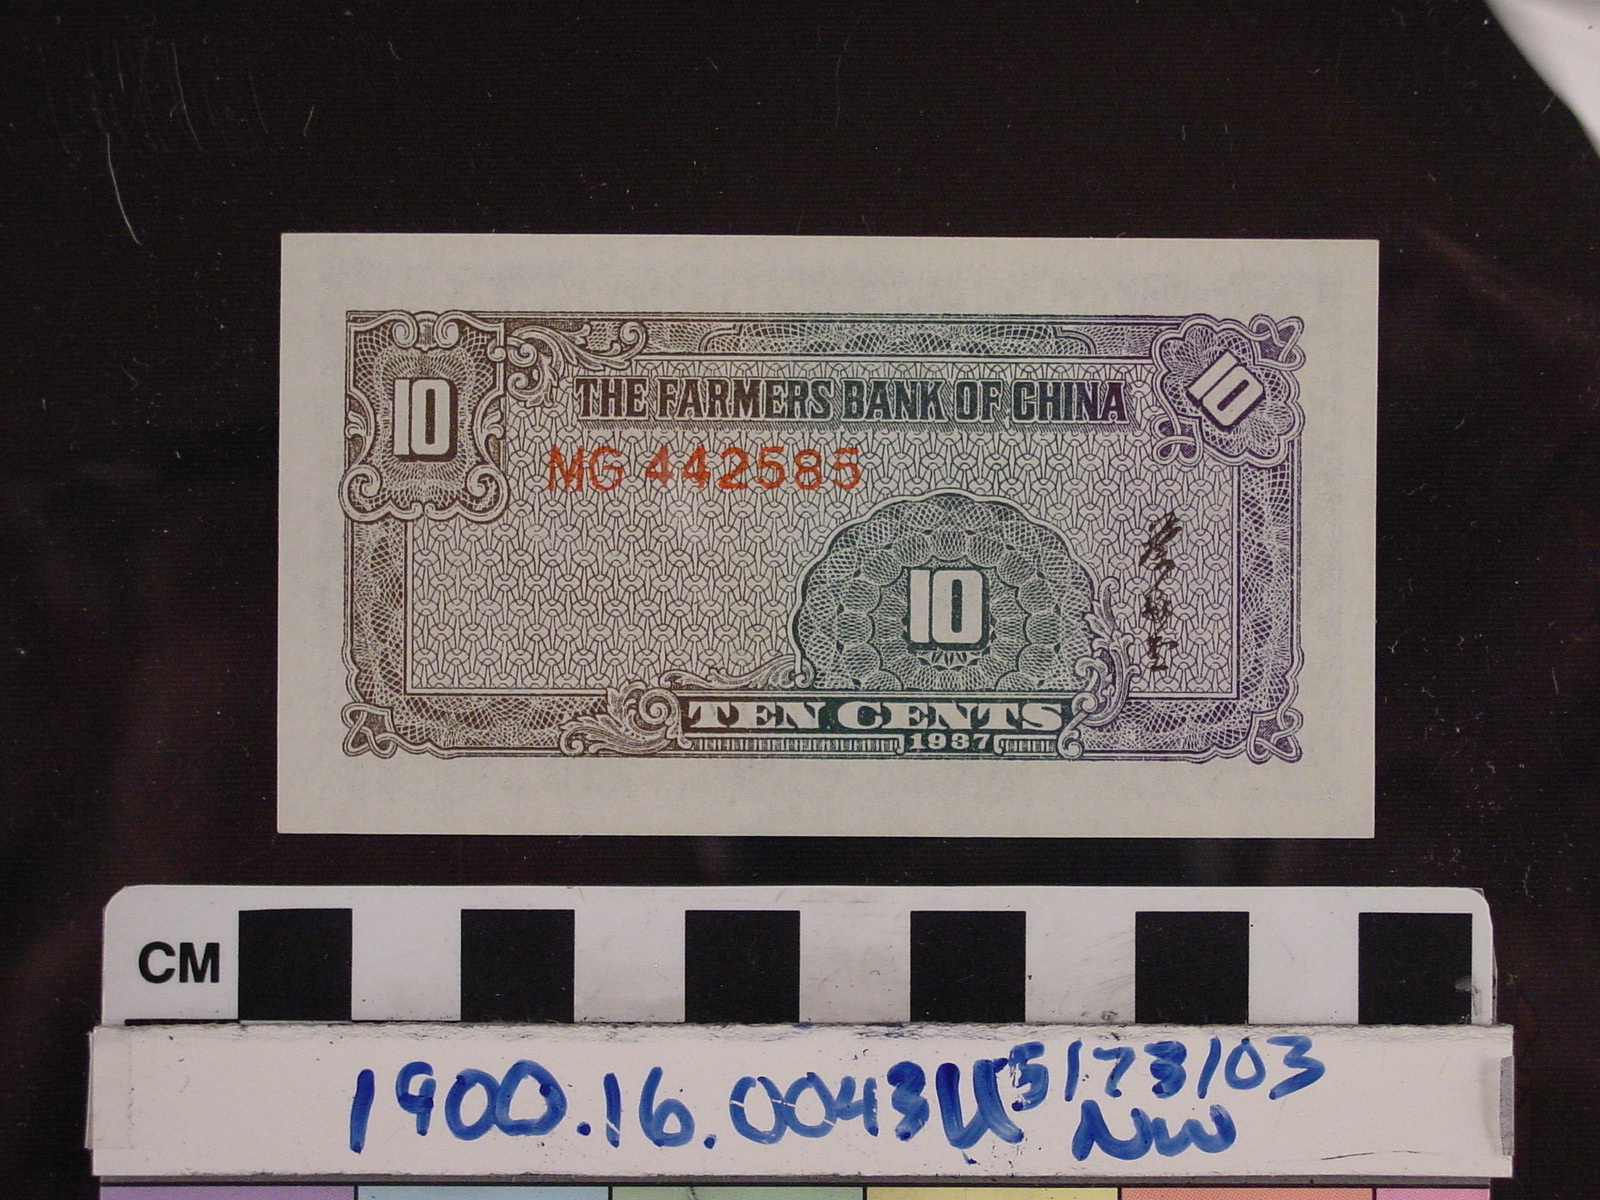 10
10
THE FARMERS BANK OF CHINA
MG 442585
10
TEN CENTS
1937
CM
1900.16.0043U
5/23/03
NW